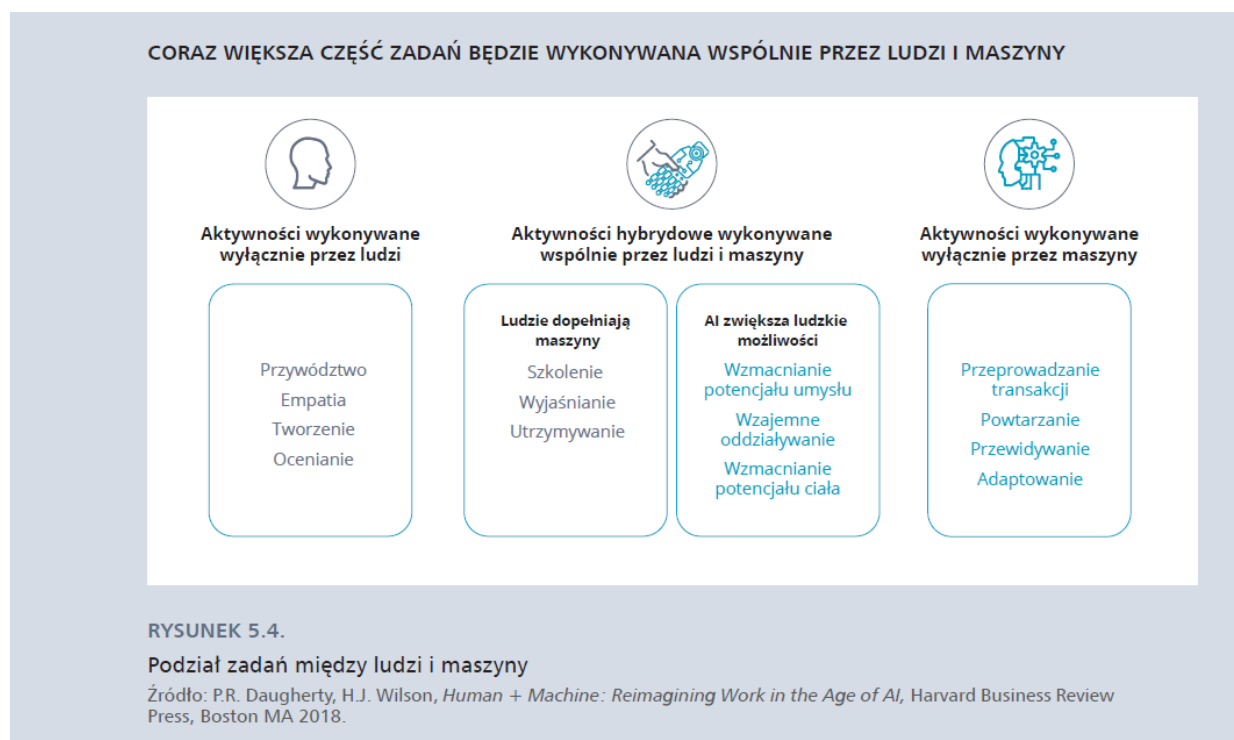 CORAZ WIĘKSZA CZĘŚĆ ZADAŃ BĘDZIE WYKONYWANA WSPÓLNIE PRZEZ LUDZI I MASZYNY
Aktywności wykonywane
wyłącznie przez ludzi
Przywództwo
Empatia
Tworzenie
Ocenianie
Aktywności hybrydowe wykonywane
wspólnie przez ludzi i maszyny
Ludzie dopełniają
maszyny
Szkolenie
Wyjaśnianie
Utrzymywanie
AI zwiększa ludzkie
możliwości
Wzmacnianie
potencjału umysłu
Wzajemne
oddziaływanie
Wzmacnianie
potencjału ciała
Aktywności wykonywane
wyłącznie przez maszyny
Przeprowadzanie
transakcji
Powtarzanie
Przewidywanie
Adaptowanie
RYSUNEK 5.4.
Podział zadań między ludzi i maszyny
Źródło: P.R. Daugherty, H.J. Wilson, Human + Machine: Reimagining Work in the Age of AI, Harvard Business Review
Press, Boston MA 2018.